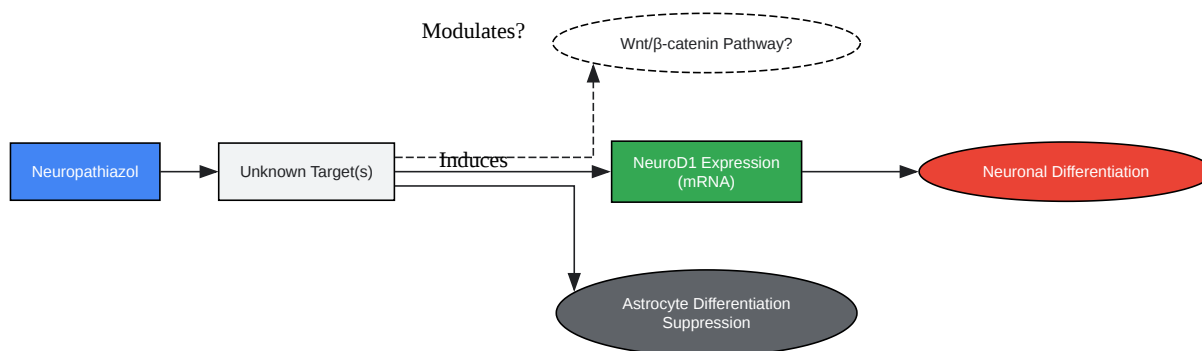 Modulates?
Wnt/β-catenin Pathway?
Neuropathiazol
Unknown Target(s)
Induces
NeuroD1 Expression
(mRNA)
Neuronal Differentiation
Astrocyte Differentiation
Suppression